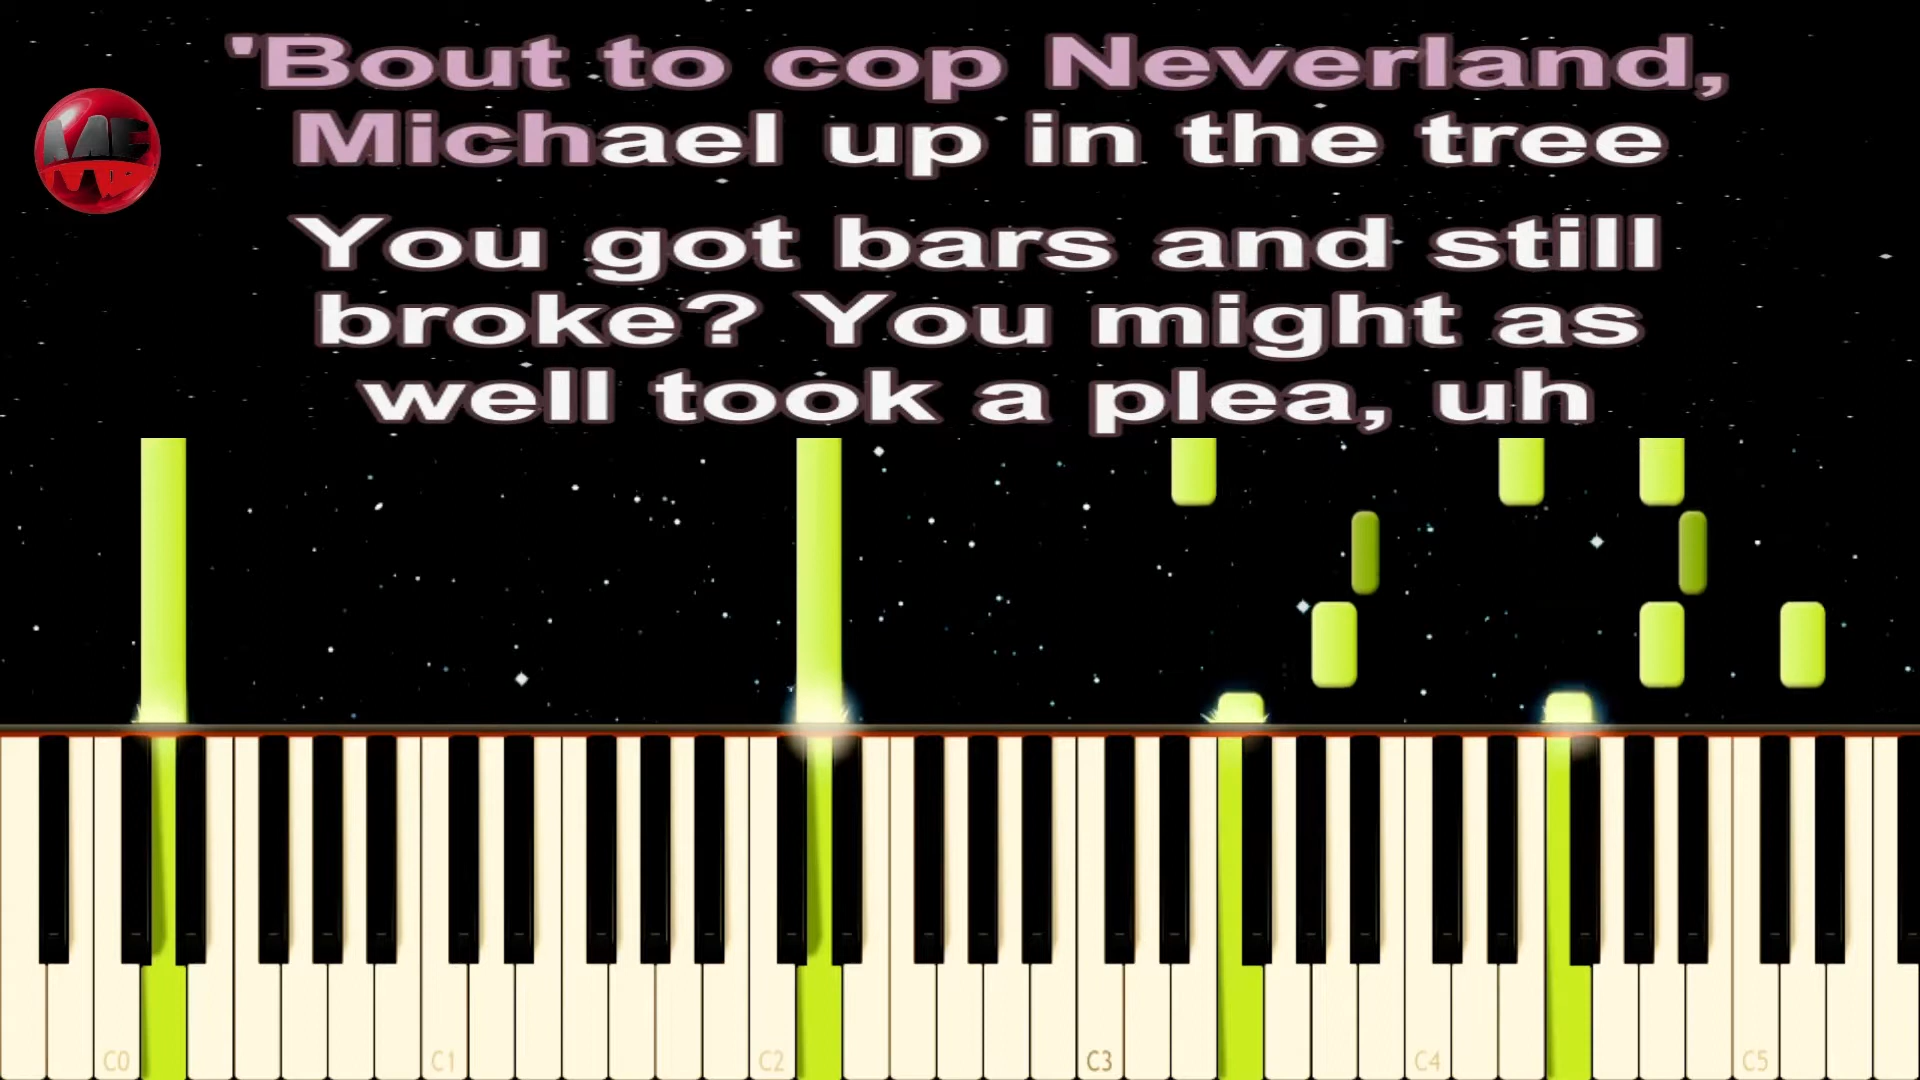 'Bout to cop Neverland,
Michael up in the tree
You got bars and still
broke? You might as
well took a plea, uh
C0 C1 C2 C3 C4 C5